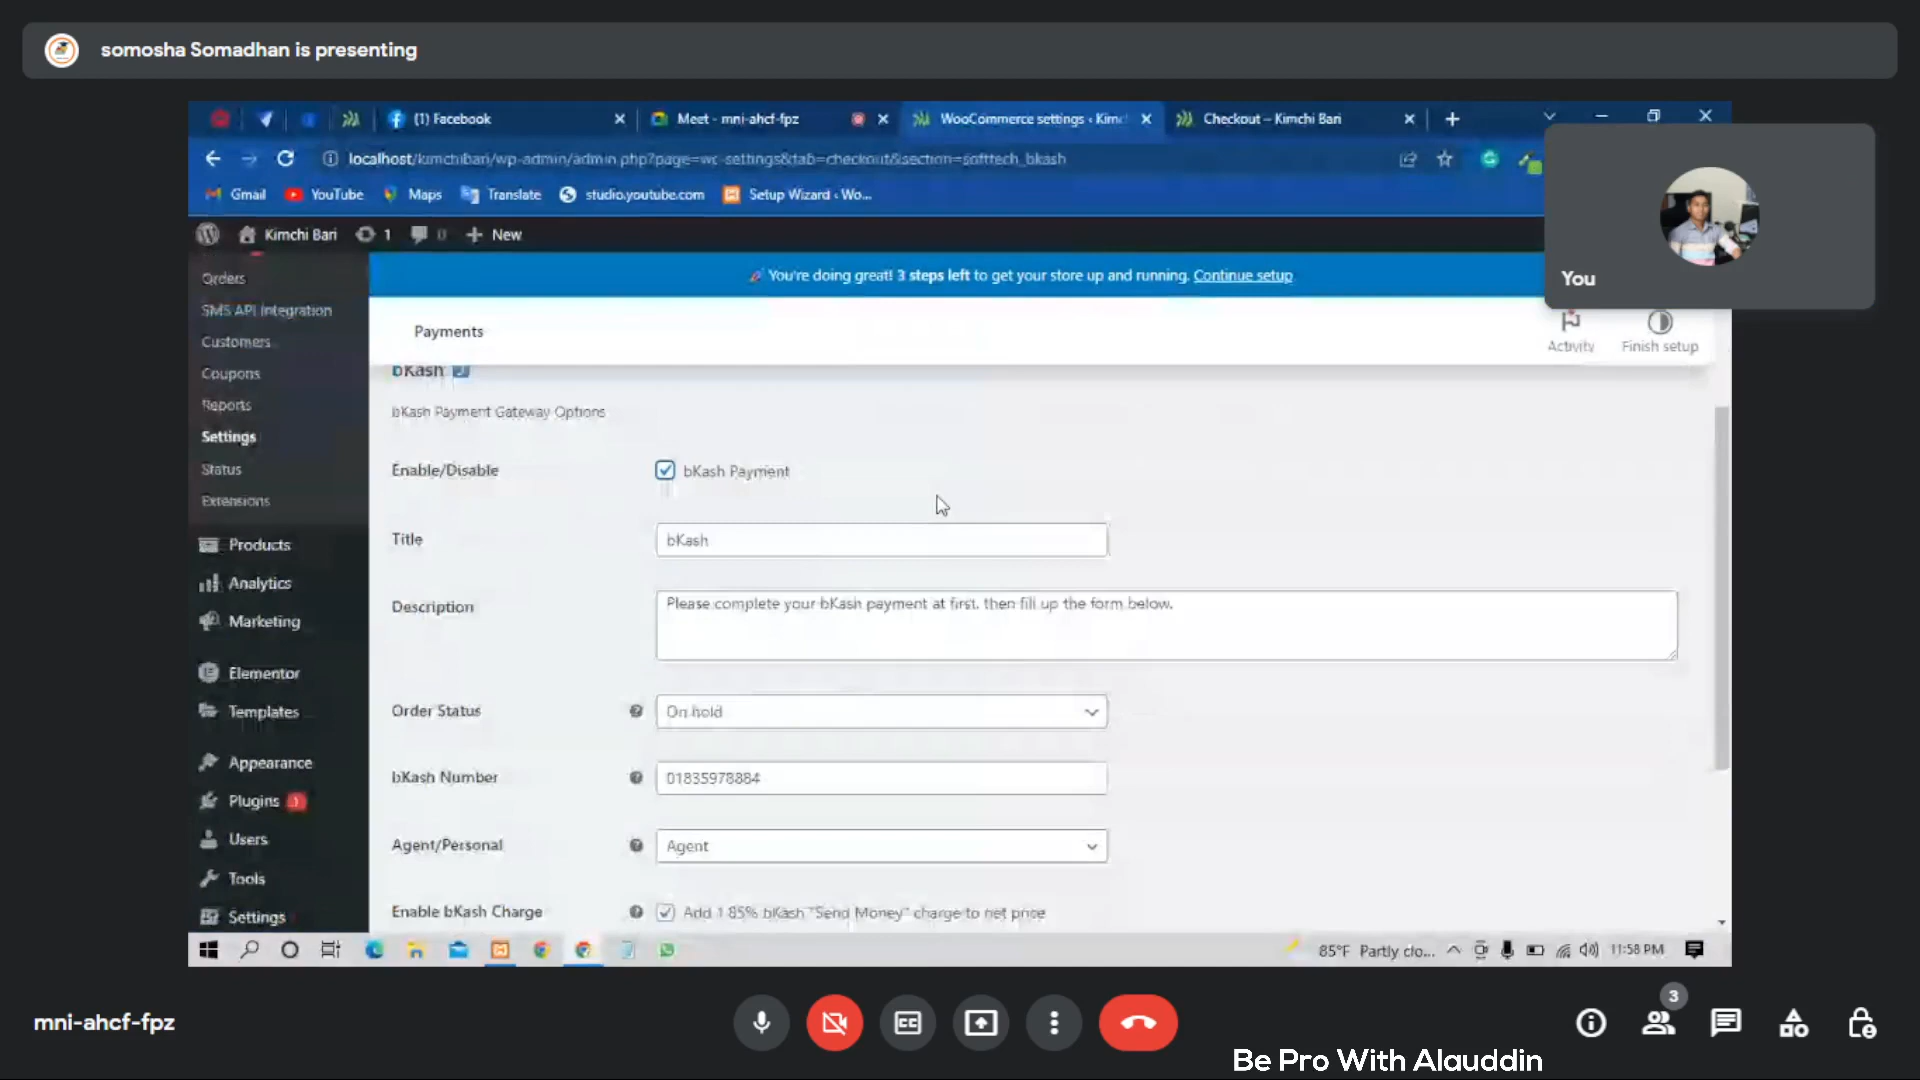 somosha Somadhan is presenting
(1) Facebook
Meet - mni-ahcf-fpz
WooCommerce settings ‹ Kimc
Checkout – Kimchi Bari
localhost/kimchibari/wp-admin/admin.php?page=wc-settings&tab=checkout&section=softtech_bkash
Gmail
YouTube
Maps
Translate
studio.youtube.com
Setup Wizard ‹ Wo...
Kimchi Bari
1
0
New
You
Orders
SMS API Integration
Customers
Coupons
Reports
Settings
Status
Extensions
Products
Analytics
Marketing
Elementor
Templates
Appearance
Plugins 1
Users
Tools
Settings
You're doing great! 3 steps left to get your store up and running. Continue setup
Payments
Activity
Finish setup
bKash
bKash Payment Gateway Options
Enable/Disable
bKash Payment
Title
bKash
Description
Please complete your bKash payment at first, then fill up the form below.
Order Status
On hold
bKash Number
01835978884
Agent/Personal
Agent
Enable bKash Charge
Add 1.85% bKash "Send Money" charge to net price
85°F Partly clo...
11:58 PM
mni-ahcf-fpz
3
Be Pro With Alauddin